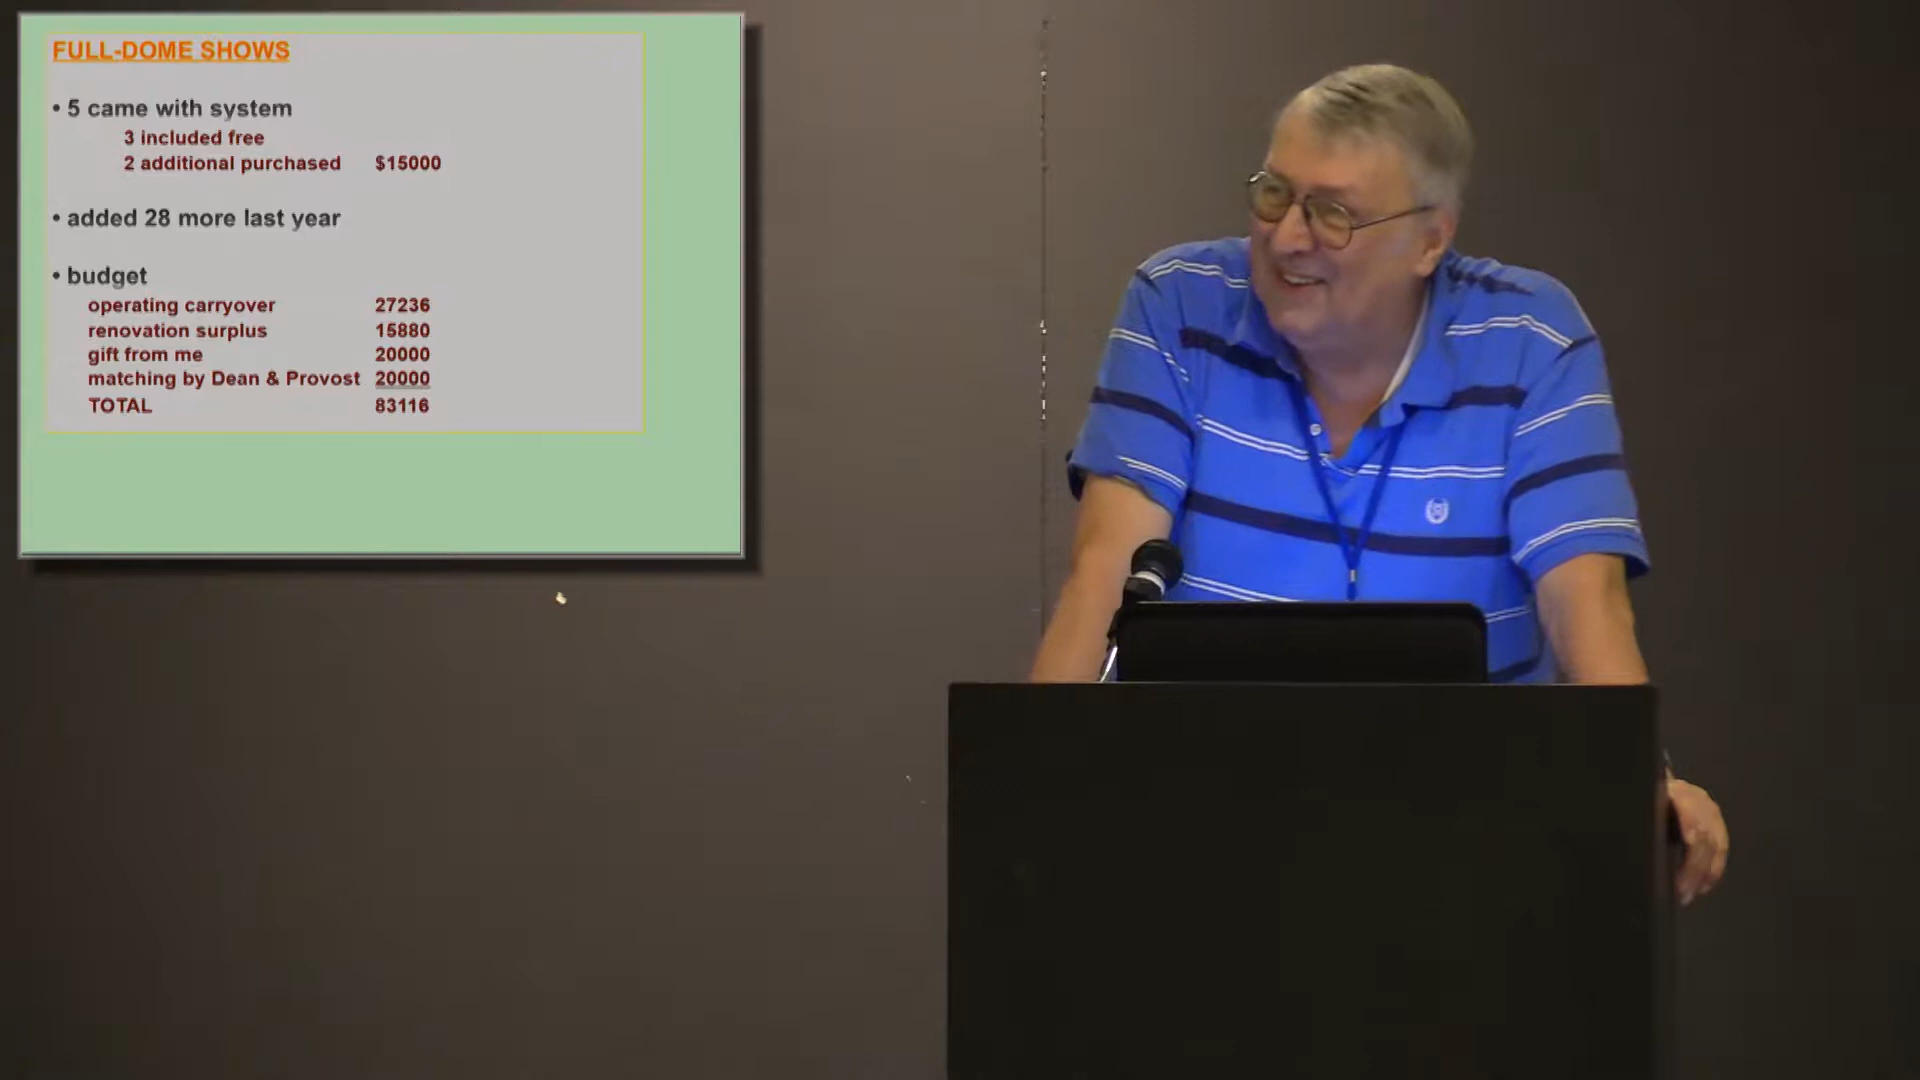 FULL-DOME SHOWS
• 5 came with system
3 included free
2 additional purchased $15000
• added 28 more last year
• budget
operating carryover 27236
renovation surplus 15880
gift from me 20000
matching by Dean & Provost 20000
TOTAL 83116